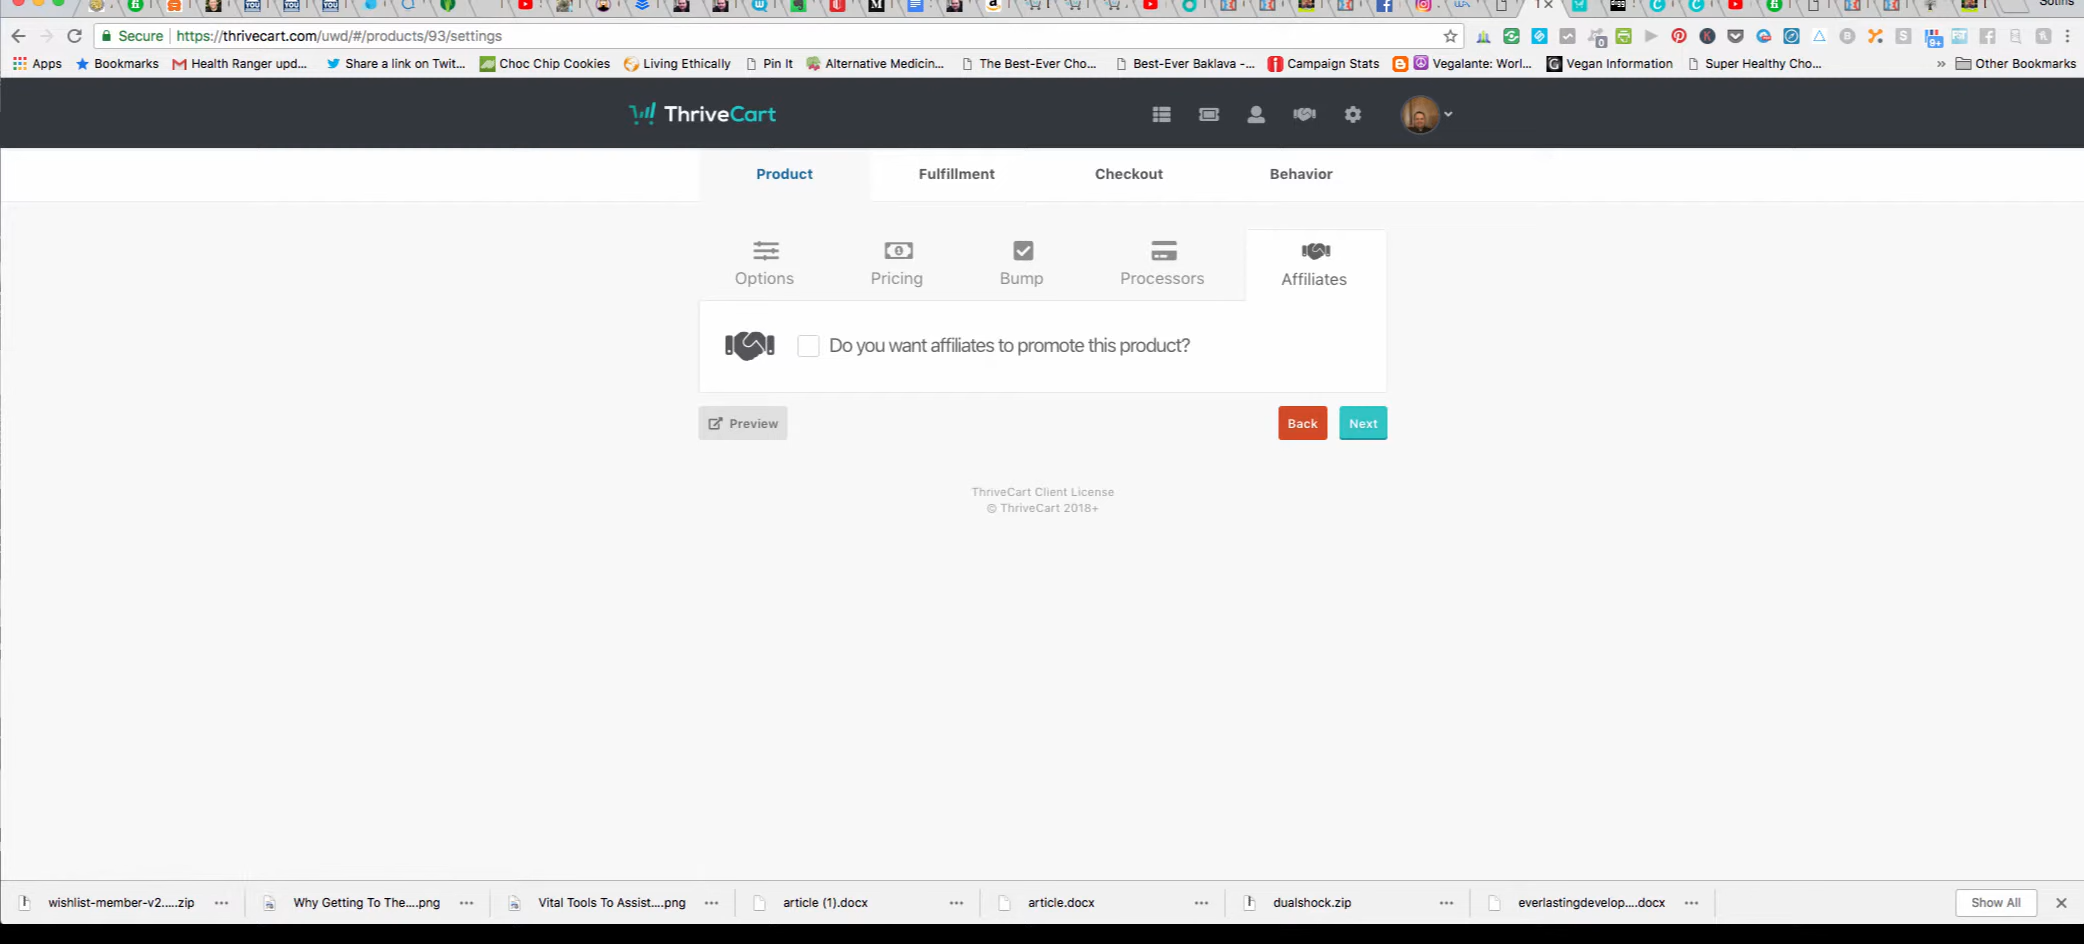 Secure https://thrivecart.com/uwd/#/products/93/settings
Apps Bookmarks Health Ranger upd... Share a link on Twit... Choc Chip Cookies Living Ethically Pin It Alternative Medicin... The Best-Ever Cho... Best-Ever Baklava -... Campaign Stats Vegalante: Worl... Vegan Information Super Healthy Cho... » Other Bookmarks
ThriveCart
Product Fulfillment Checkout Behavior
Options Pricing Bump Processors Affiliates
Do you want affiliates to promote this product?
Preview Back Next
ThriveCart Client License
© ThriveCart 2018+
wishlist-member-v2.....zip Why Getting To The....png Vital Tools To Assist....png article (1).docx article.docx dualshock.zip everlastingdevelop....docx Show All